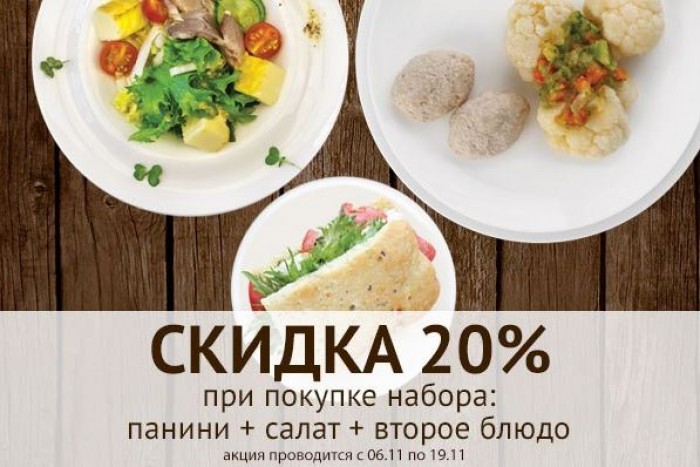 СКИДКА 20%
при покупке набора:
панини + салат + второе блюдо
акция проводится с 06.11 по 19.11